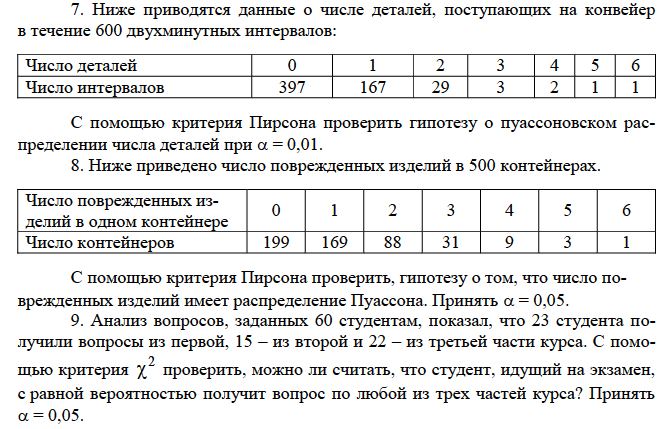 7. Ниже приводятся данные о числе деталей, поступающих на конвейер
в течение 600 двухминутных интервалов:
Число деталей 0 1 2 3 4 5 6
Число интервалов 397 167 29 3 2 1 1
С помощью критерия Пирсона проверить гипотезу о пуассоновском рас-
пределении числа деталей при α = 0,01.
8. Ниже приведено число поврежденных изделий в 500 контейнерах.
Число поврежденных из-
делий в одном контейнере 0 1 2 3 4 5 6
Число контейнеров 199 169 88 31 9 3 1
С помощью критерия Пирсона проверить, гипотезу о том, что число по-
врежденных изделий имеет распределение Пуассона. Принять α = 0,05.
9. Анализ вопросов, заданных 60 студентам, показал, что 23 студента по-
лучили вопросы из первой, 15 – из второй и 22 – из третьей части курса. С помо-
щью критерия χ² проверить, можно ли считать, что студент, идущий на экзамен,
с равной вероятностью получит вопрос по любой из трех частей курса? Принять
α = 0,05.